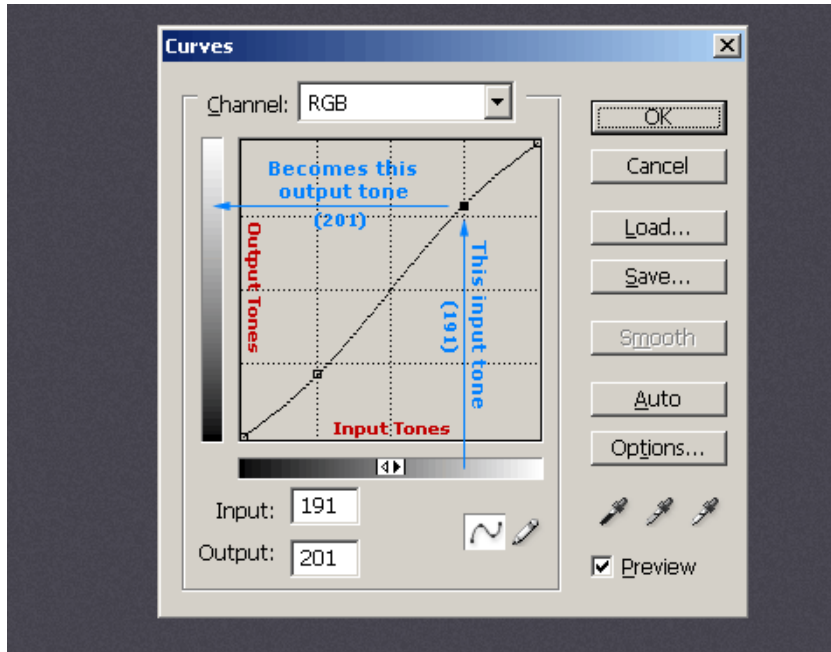 Curves
Channel: RGB
Becomes this
output tone
(201)
Output Tones
This input tone
(191)
Input Tones
Input: 191
Output: 201
OK
Cancel
Load...
Save...
Smooth
Auto
Options...
Preview